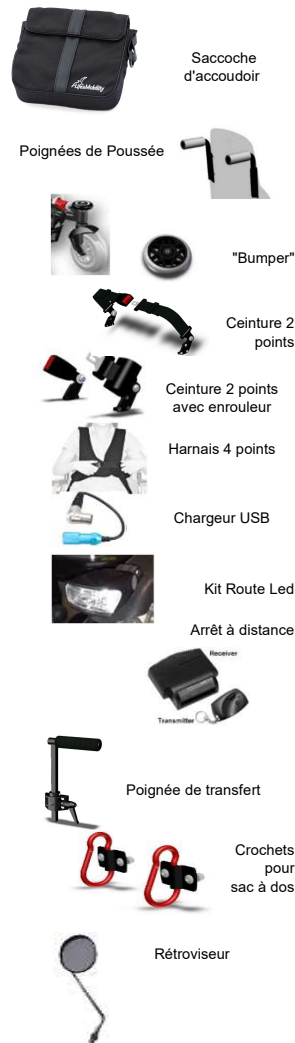 LifeMobility
Saccoche
d'accoudoir
Poignées de Poussée
"Bumper"
Ceinture 2
points
Ceinture 2 points
avec enrouleur
Harnais 4 points
Chargeur USB
Kit Route Led
Arrêt à distance
Receiver
Transmitter
Poignée de transfert
Crochets
pour
sac à dos
Rétroviseur